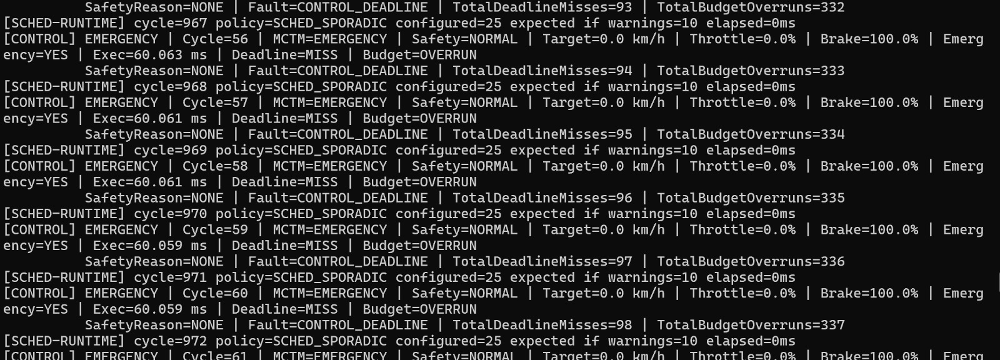 SafetyReason=NONE | Fault=CONTROL_DEADLINE | TotalDeadlineMisses=93 | TotalBudgetOverruns=332
[SCHED-RUNTIME] cycle=967 policy=SCHED_SPORADIC configured=25 expected if warnings=10 elapsed=0ms
[CONTROL] EMERGENCY | Cycle=56 | MCTM=EMERGENCY | Safety=NORMAL | Target=0.0 km/h | Throttle=0.0% | Brake=100.0% | Emerg
ency=YES | Exec=60.063 ms | Deadline=MISS | Budget=OVERRUN
SafetyReason=NONE | Fault=CONTROL_DEADLINE | TotalDeadlineMisses=94 | TotalBudgetOverruns=333
[SCHED-RUNTIME] cycle=968 policy=SCHED_SPORADIC configured=25 expected if warnings=10 elapsed=0ms
[CONTROL] EMERGENCY | Cycle=57 | MCTM=EMERGENCY | Safety=NORMAL | Target=0.0 km/h | Throttle=0.0% | Brake=100.0% | Emerg
ency=YES | Exec=60.061 ms | Deadline=MISS | Budget=OVERRUN
SafetyReason=NONE | Fault=CONTROL_DEADLINE | TotalDeadlineMisses=95 | TotalBudgetOverruns=334
[SCHED-RUNTIME] cycle=969 policy=SCHED_SPORADIC configured=25 expected if warnings=10 elapsed=0ms
[CONTROL] EMERGENCY | Cycle=58 | MCTM=EMERGENCY | Safety=NORMAL | Target=0.0 km/h | Throttle=0.0% | Brake=100.0% | Emerg
ency=YES | Exec=60.061 ms | Deadline=MISS | Budget=OVERRUN
SafetyReason=NONE | Fault=CONTROL_DEADLINE | TotalDeadlineMisses=96 | TotalBudgetOverruns=335
[SCHED-RUNTIME] cycle=970 policy=SCHED_SPORADIC configured=25 expected if warnings=10 elapsed=0ms
[CONTROL] EMERGENCY | Cycle=59 | MCTM=EMERGENCY | Safety=NORMAL | Target=0.0 km/h | Throttle=0.0% | Brake=100.0% | Emerg
ency=YES | Exec=60.059 ms | Deadline=MISS | Budget=OVERRUN
SafetyReason=NONE | Fault=CONTROL_DEADLINE | TotalDeadlineMisses=97 | TotalBudgetOverruns=336
[SCHED-RUNTIME] cycle=971 policy=SCHED_SPORADIC configured=25 expected if warnings=10 elapsed=0ms
[CONTROL] EMERGENCY | Cycle=60 | MCTM=EMERGENCY | Safety=NORMAL | Target=0.0 km/h | Throttle=0.0% | Brake=100.0% | Emerg
ency=YES | Exec=60.059 ms | Deadline=MISS | Budget=OVERRUN
SafetyReason=NONE | Fault=CONTROL_DEADLINE | TotalDeadlineMisses=98 | TotalBudgetOverruns=337
[SCHED-RUNTIME] cycle=972 policy=SCHED_SPORADIC configured=25 expected if warnings=10 elapsed=0ms
[CONTROL] EMERGENCY | Cycle=61 | MCTM=EMERGENCY | Safety=NORMAL | Target=0.0 km/h | Throttle=0.0% | Brake=100.0% | Emerg